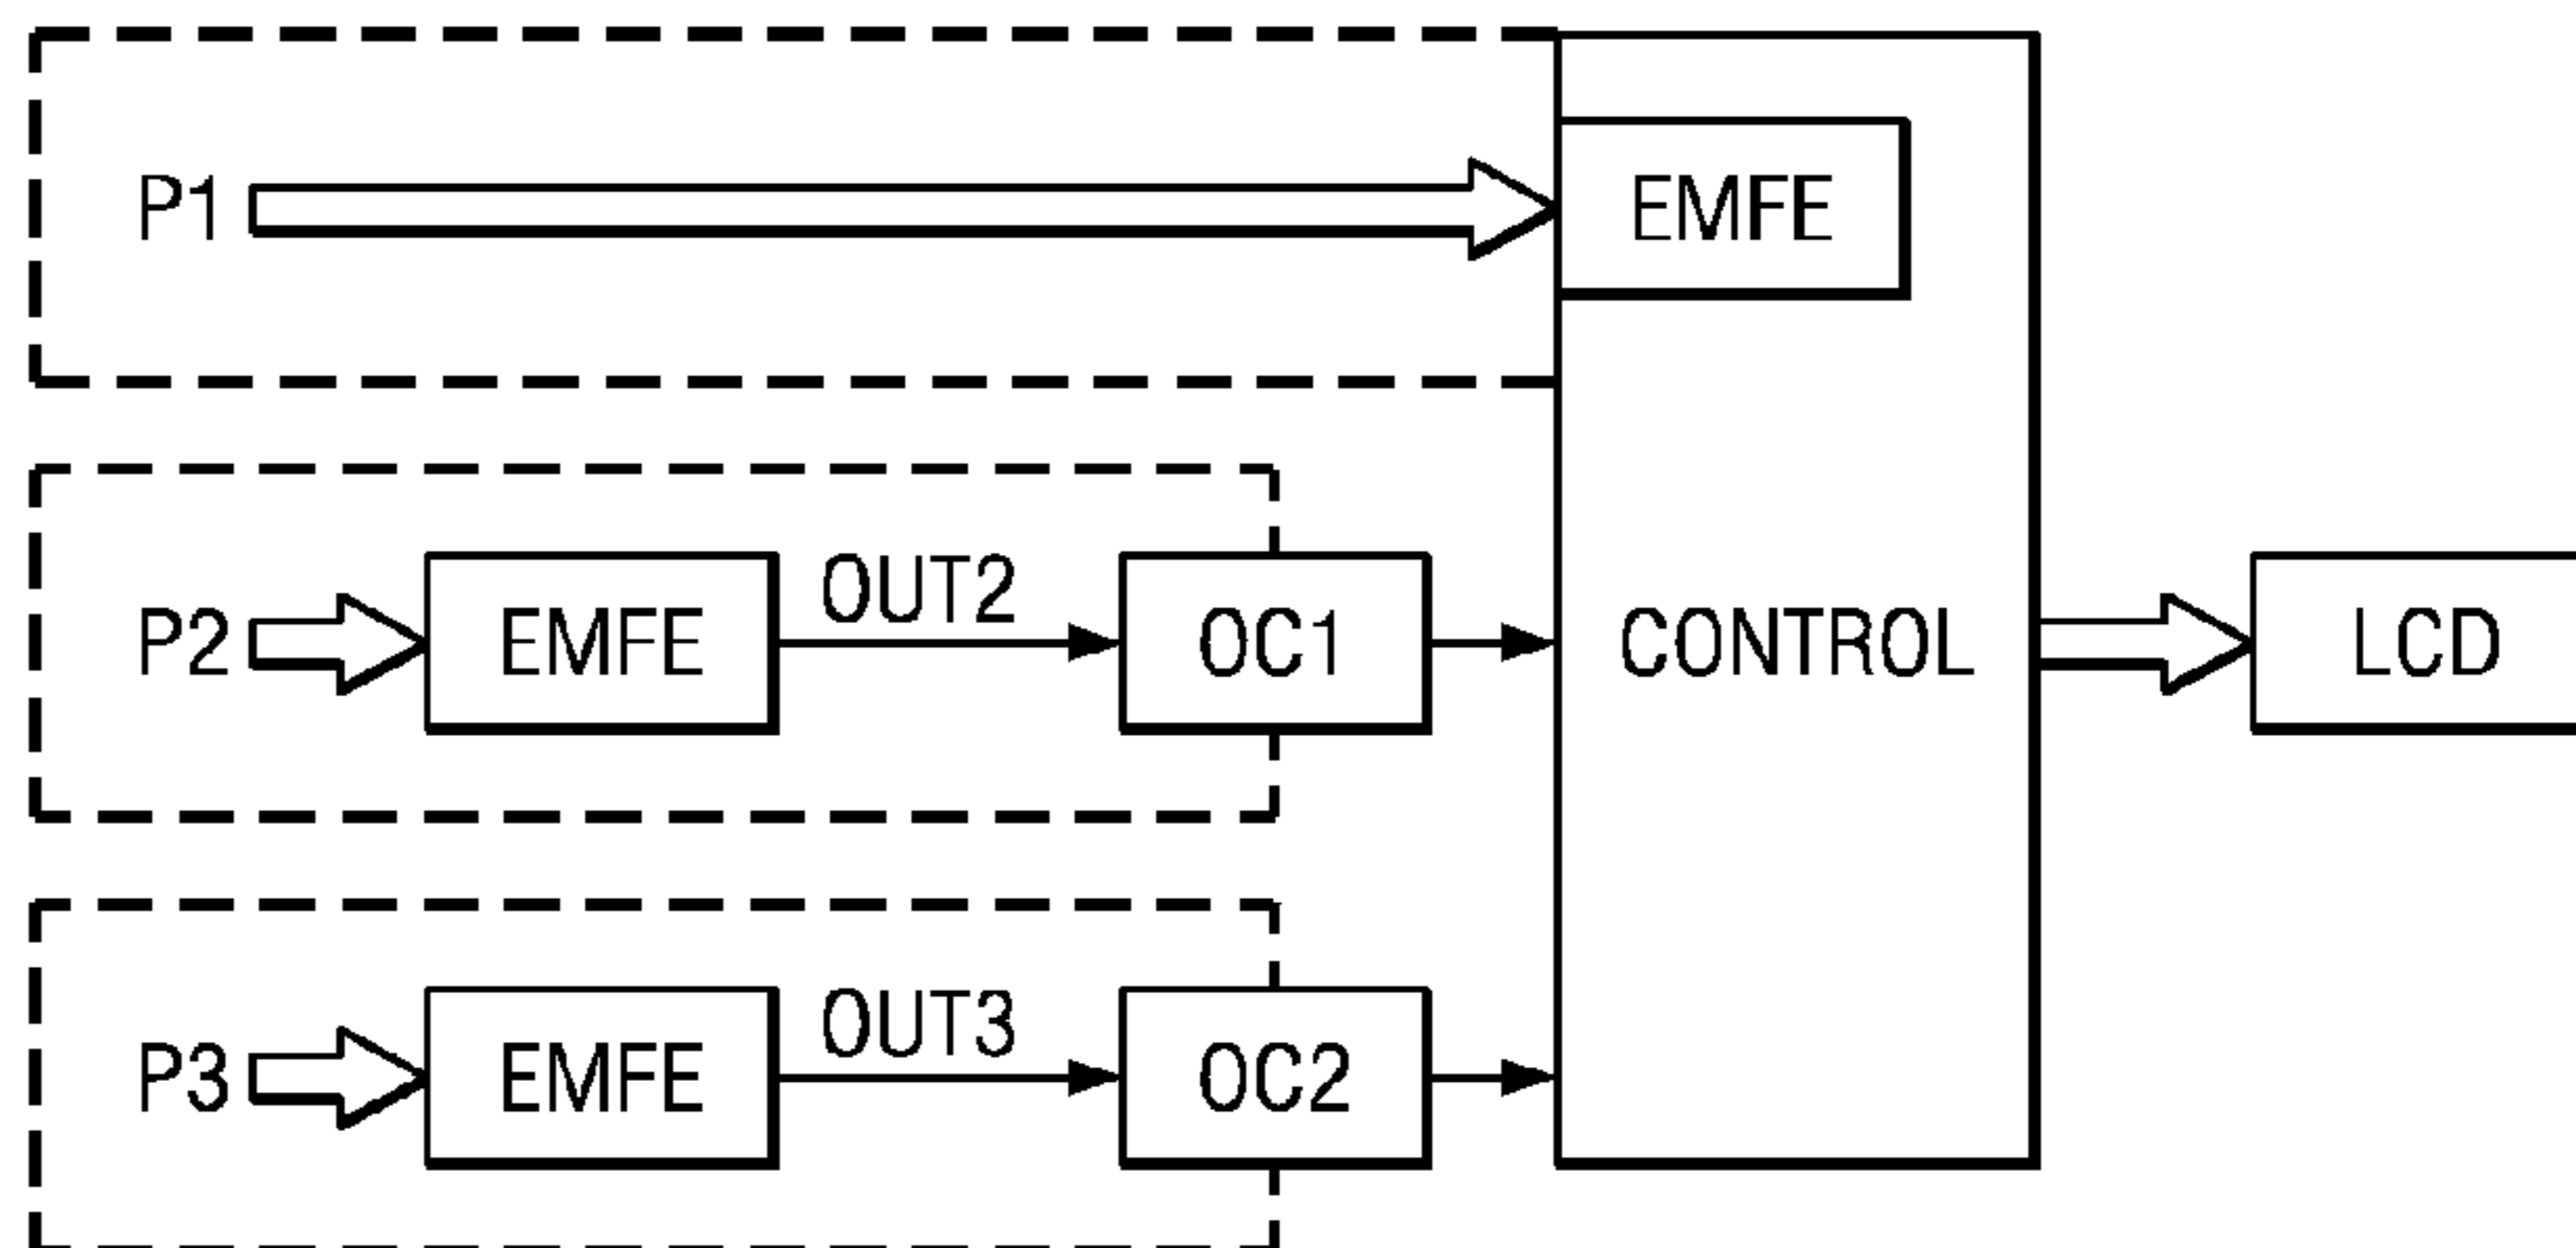 P1
EMFE
P2
EMFE
OUT2
OC1
CONTROL
LCD
P3
EMFE
OUT3
OC2